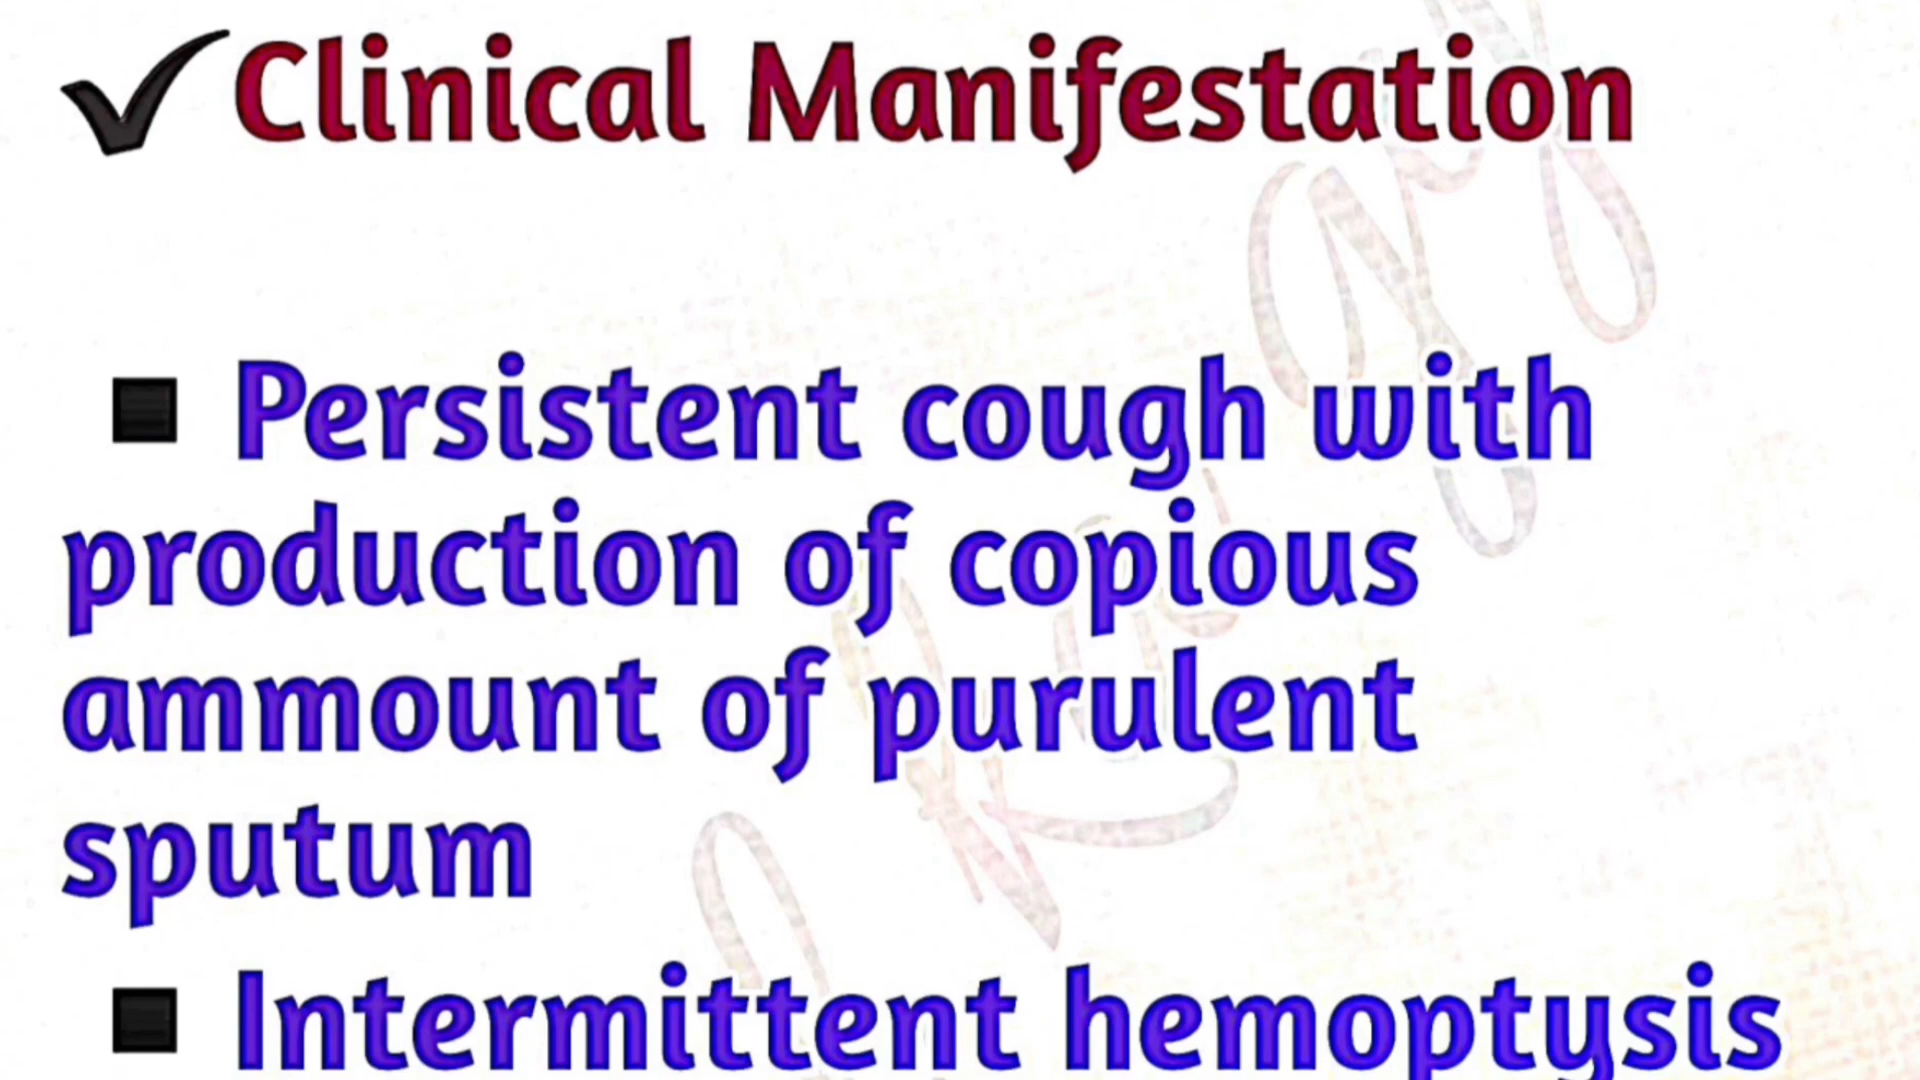 ✔Clinical Manifestation
▪ Persistent cough with
production of copious
ammount of purulent
sputum
▪ Intermittent hemoptysis